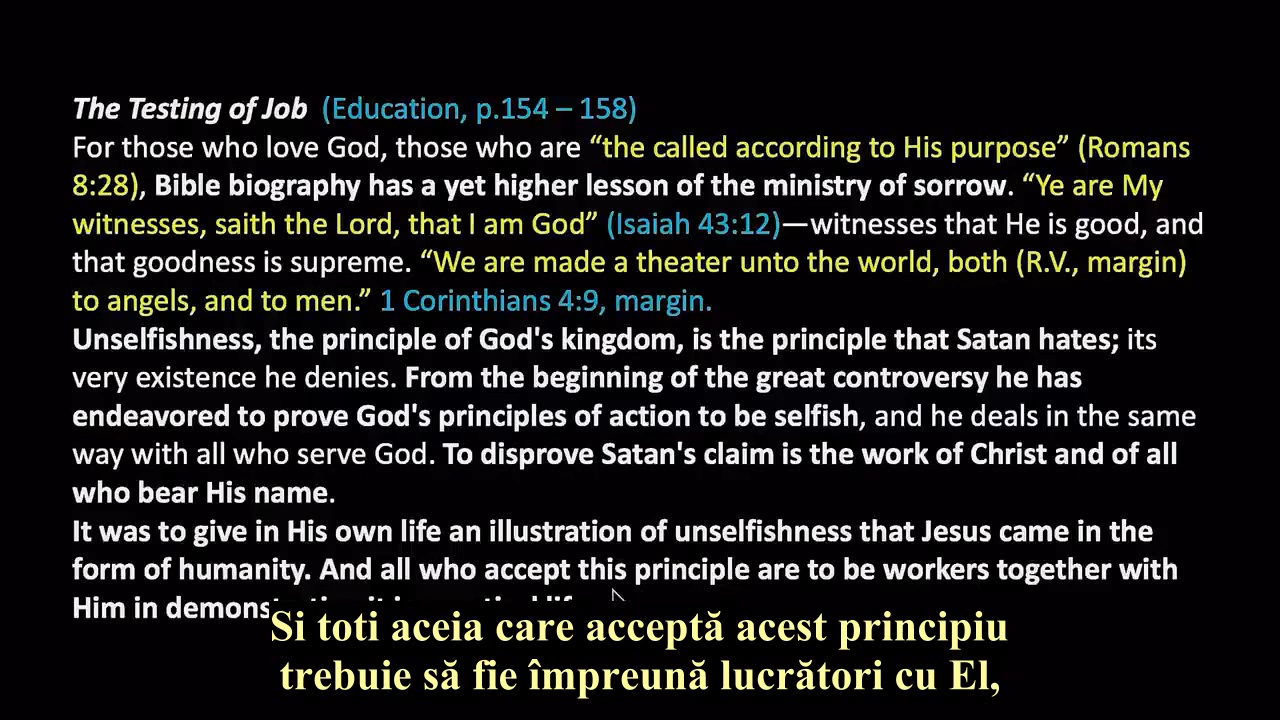 The Testing of Job (Education, p.154 – 158)
For those who love God, those who are “the called according to His purpose” (Romans
8:28), Bible biography has a yet higher lesson of the ministry of sorrow. “Ye are My
witnesses, saith the Lord, that I am God” (Isaiah 43:12)—witnesses that He is good, and
that goodness is supreme. “We are made a theater unto the world, both (R.V., margin)
to angels, and to men.” 1 Corinthians 4:9, margin.
Unselfishness, the principle of God's kingdom, is the principle that Satan hates; its
very existence he denies. From the beginning of the great controversy he has
endeavored to prove God's principles of action to be selfish, and he deals in the same
way with all who serve God. To disprove Satan's claim is the work of Christ and of all
who bear His name.
It was to give in His own life an illustration of unselfishness that Jesus came in the
form of humanity. And all who accept this principle are to be workers together with
Him in
Si toti aceia care acceptă acest principiu
trebuie să fie împreună lucrători cu El,